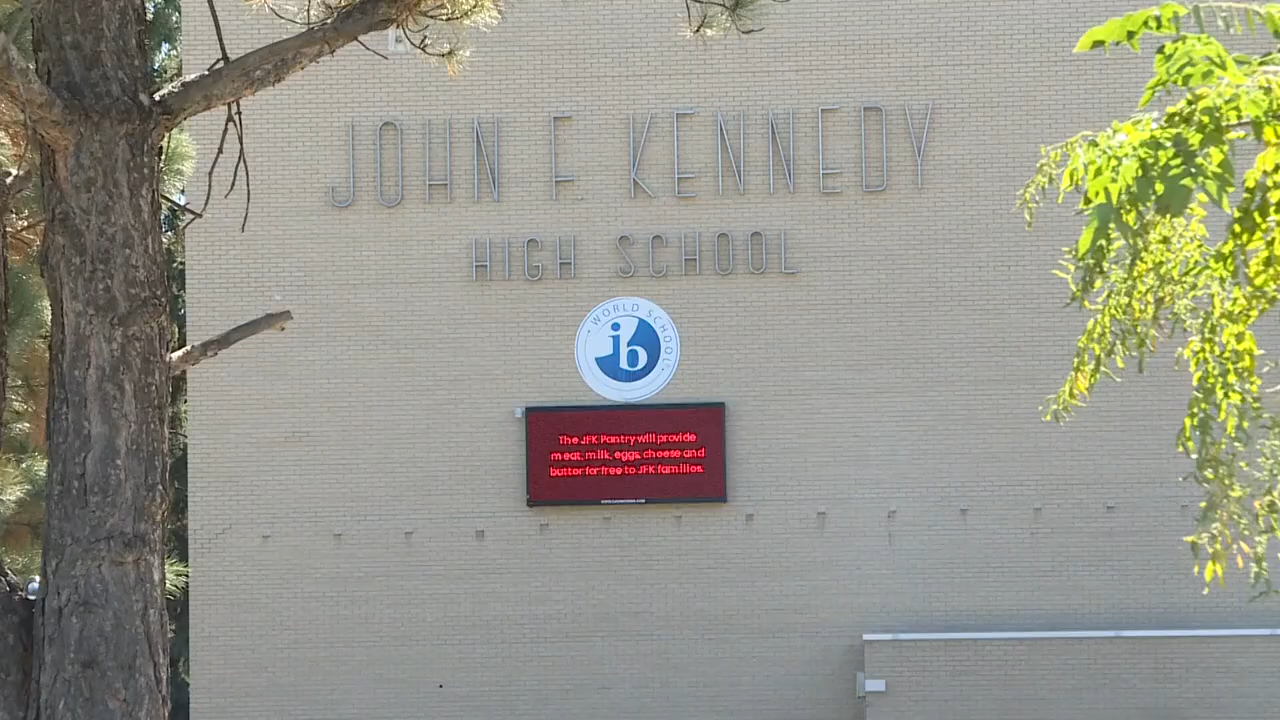 JOHN F. KENNEDY
HIGH SCHOOL
WORLD SCHOOL
ib
The JFK Pantry will provide
meat, milk, eggs, cheese and
butter for free to JFK families.